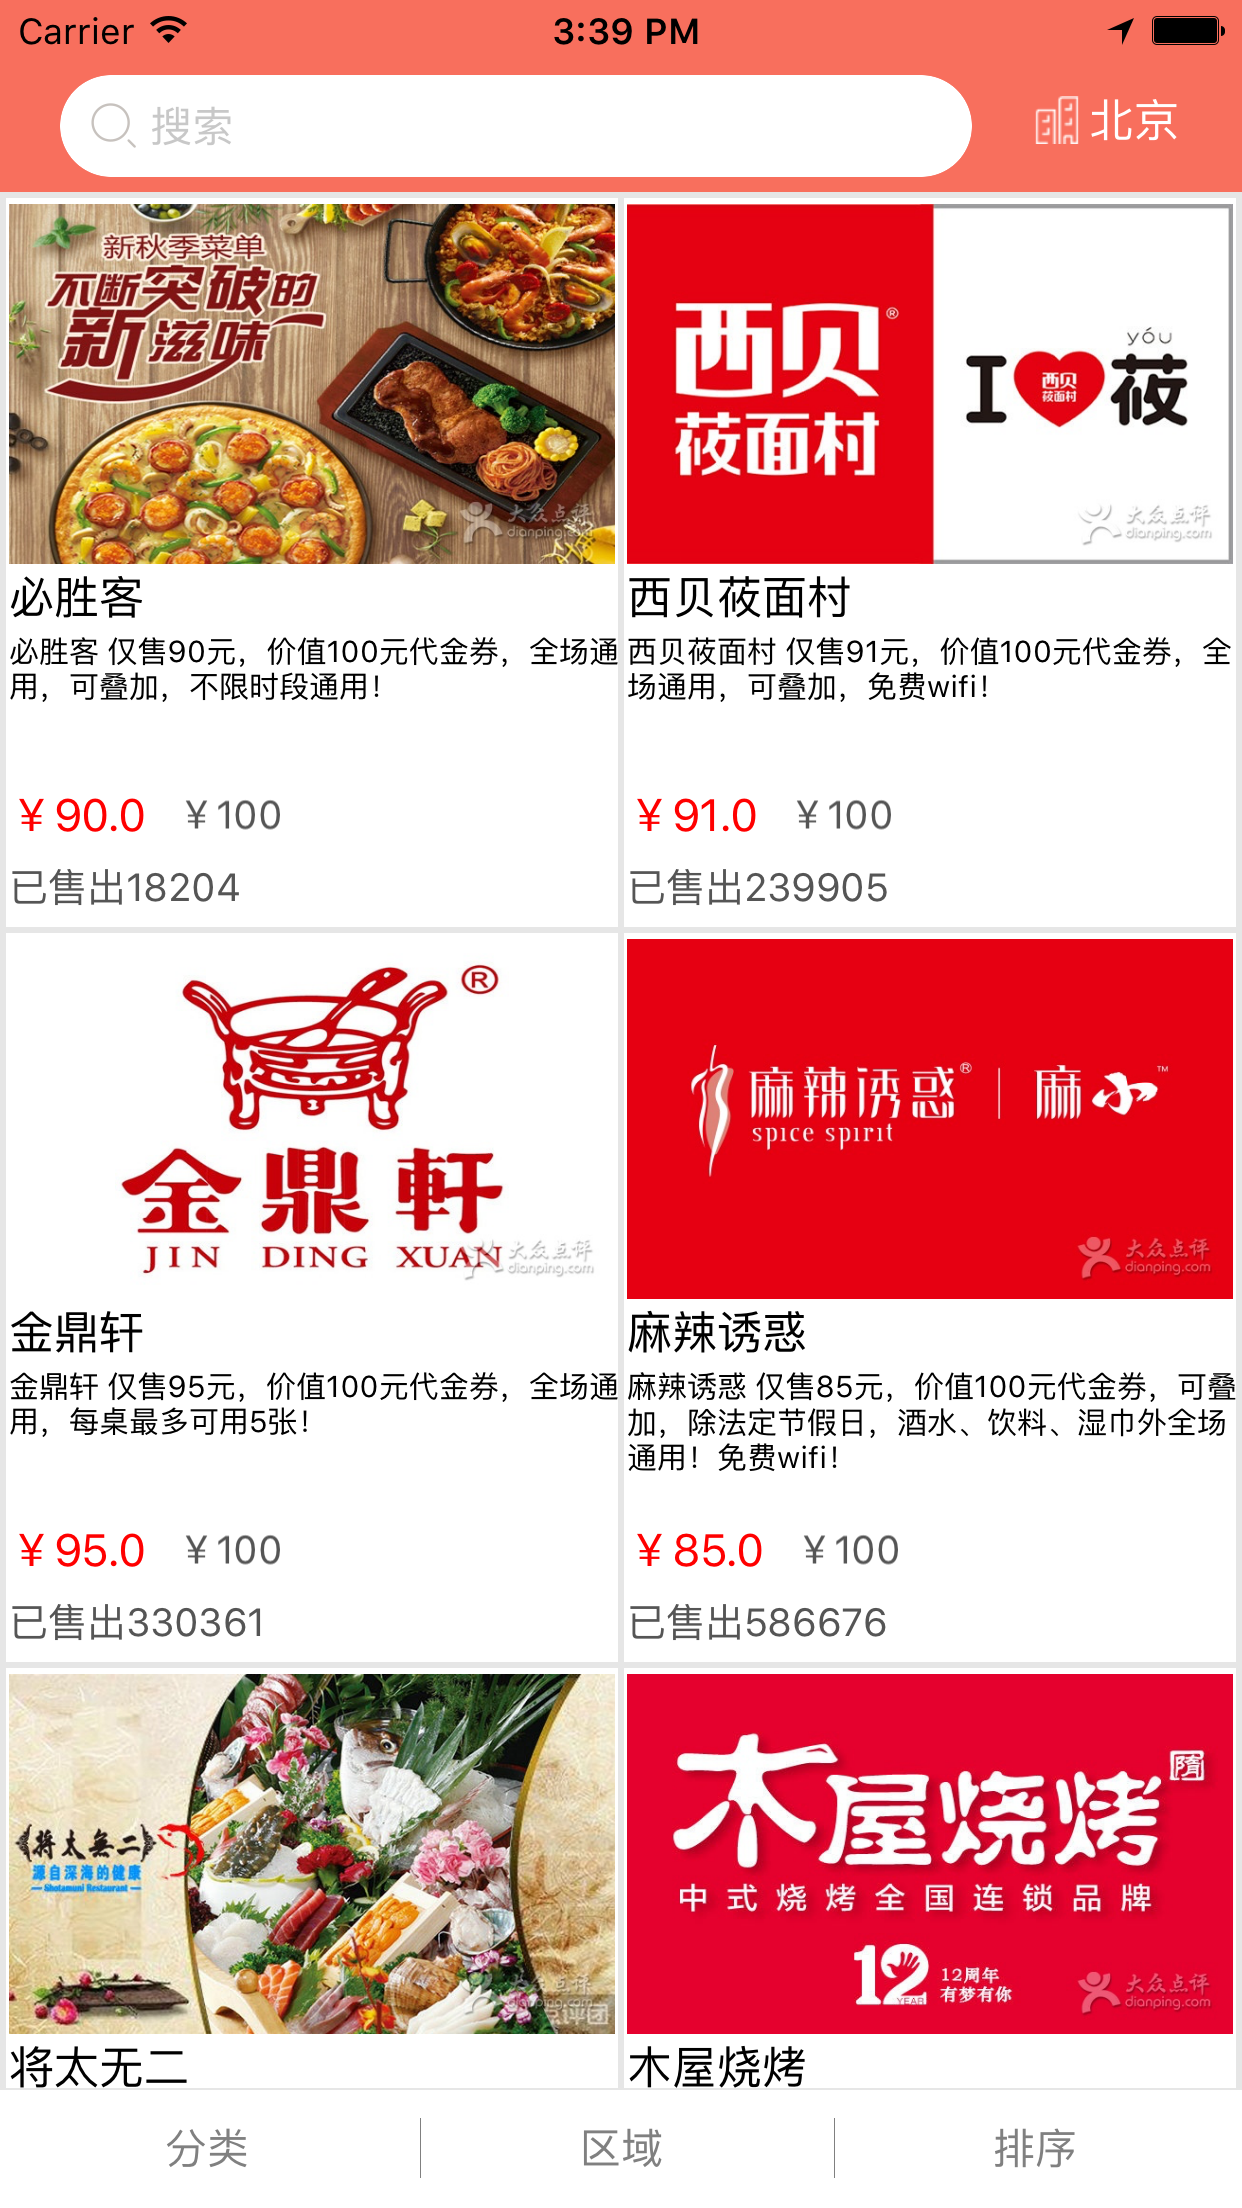 Carrier
3:39 PM
搜索
北京
新秋季菜单
不断突破的
新滋味
大众点评
dianping.com
西贝®
莜面村
yóu
I 西贝 莜面村 莜
大众点评
dianping.com
必胜客
必胜客 仅售90元，价值100元代金券，全场通
用，可叠加，不限时段通用！
¥ 90.0 ¥ 100
已售出18204
西贝莜面村
西贝莜面村 仅售91元，价值100元代金券，全
场通用，可叠加，免费wifi！
¥ 91.0 ¥ 100
已售出239905
®
金鼎軒
JIN DING XUAN
大众点评
dianping.com
麻辣诱惑® 麻小™
spice spirit
大众点评
dianping.com
金鼎轩
金鼎轩 仅售95元，价值100元代金券，全场通
用，每桌最多可用5张！
¥ 95.0 ¥ 100
已售出330361
麻辣诱惑
麻辣诱惑 仅售85元，价值100元代金券，可叠
加，除法定节假日，酒水、饮料、湿巾外全场
通用！免费wifi！
¥ 85.0 ¥ 100
已售出586676
将太無二
源自深海的健康
Shotamuni Restaurant
大众点评
dianping.com
点评团
木屋烧烤
中式烧烤全国连锁品牌
12 YEAR
12周年
有梦有你
大众点评
dianping.com
将太无二
木屋烧烤
分类
区域
排序